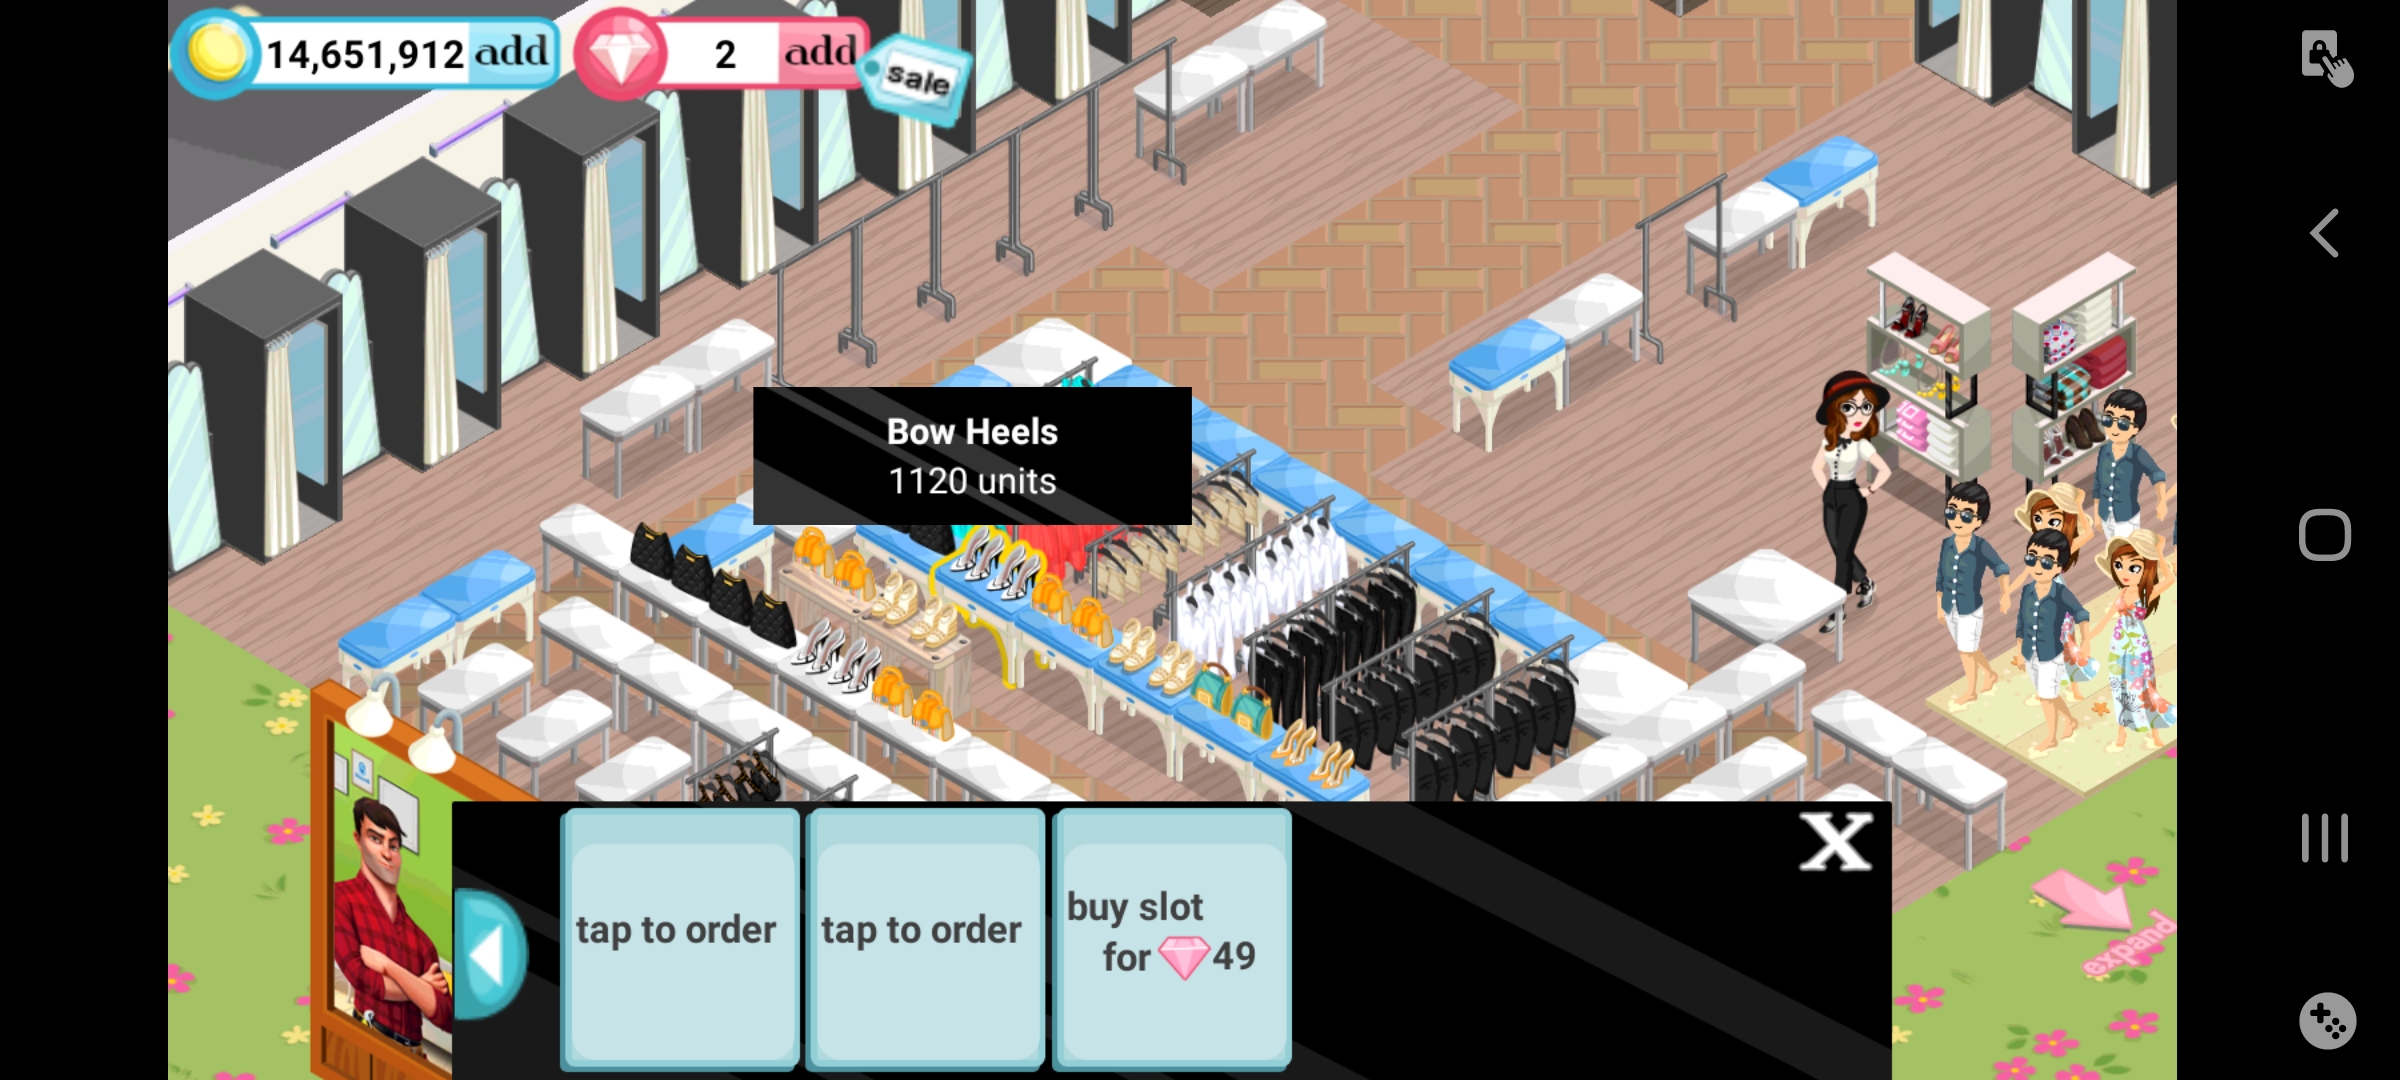 14,651,912 add
2 add
sale
Bow Heels
1120 units
X
tap to order
tap to order
buy slot
for 49
expand